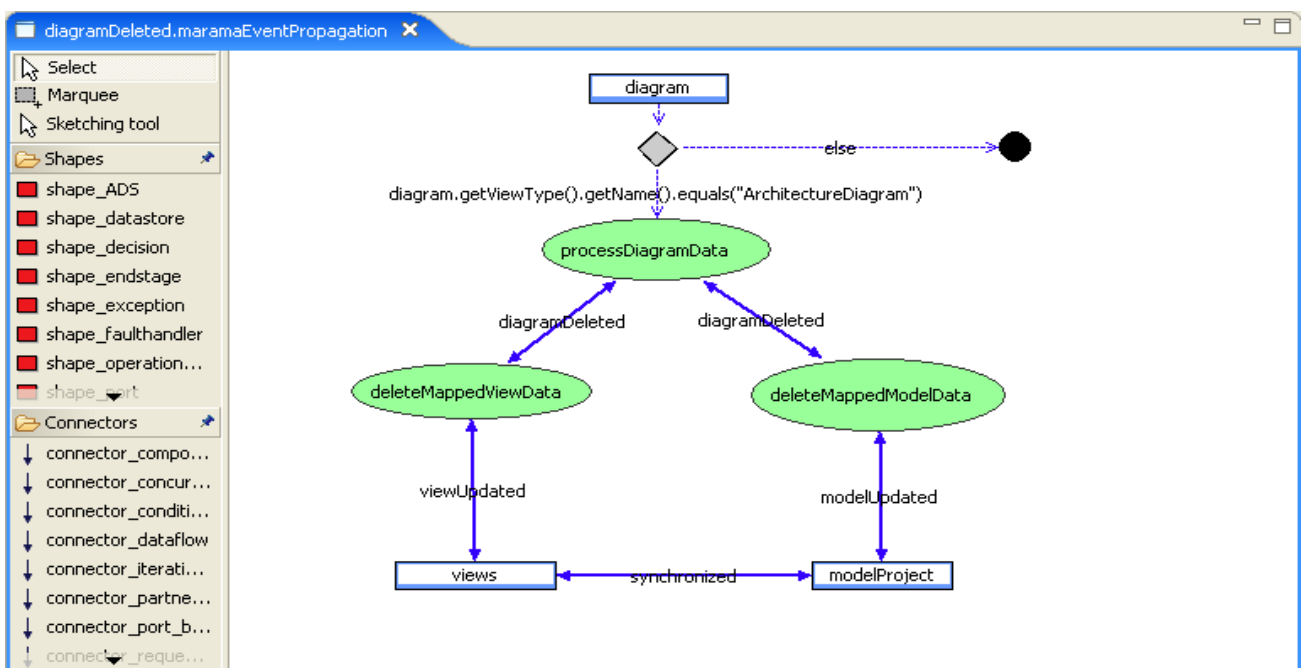 diagramDeleted.maramaEventPropagation
Select
Marquee
Sketching tool
Shapes
shape_ADS
shape_datastore
shape_decision
shape_endstage
shape_exception
shape_faulthandler
shape_operation...
shape_port
Connectors
connector_compo...
connector_concur...
connector_conditi...
connector_dataflow
connector_iterati...
connector_partne...
connector_port_b...
connector_reque...
diagram
else
diagram.getViewType().getName().equals("ArchitectureDiagram")
processDiagramData
diagramDeleted
diagramDeleted
deleteMappedViewData
deleteMappedModelData
viewUpdated
modelUpdated
views
synchronized
modelProject